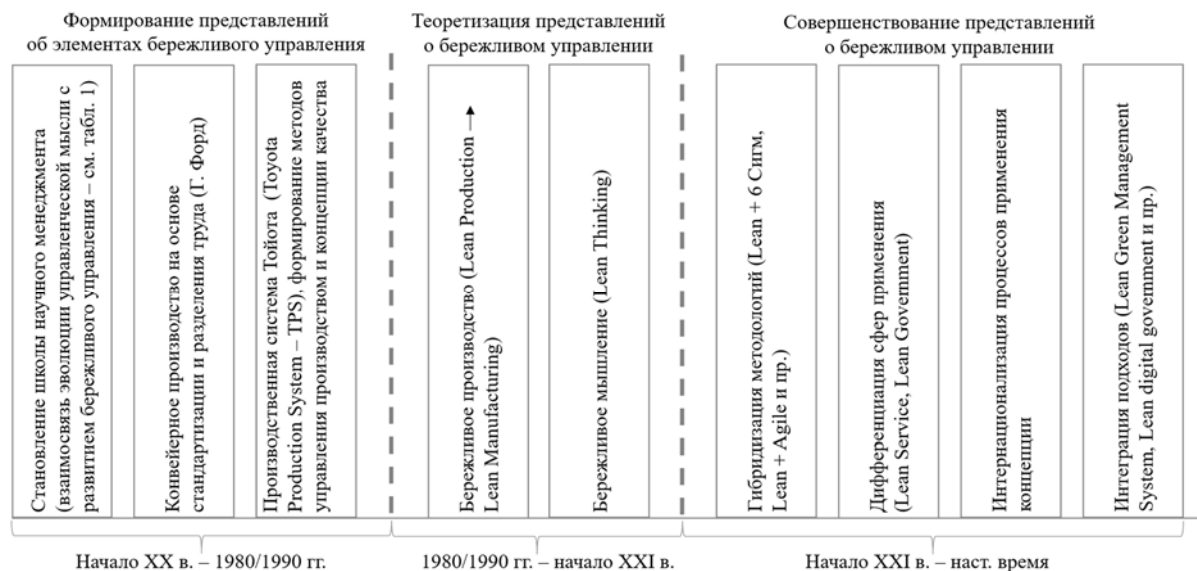 Формирование представлений
об элементах бережливого управления
Теоретизация представлений
о бережливом управлении
Совершенствование представлений
о бережливом управлении
Становление школы научного менеджмента
(взаимосвязь эволюции управленческой мысли с
развитием бережливого управления – см. табл. 1)
Конвейерное производство на основе
стандартизации и разделения труда (Г. Форд)
Производственная система Тойота (Toyota
Production System – TPS), формирование методов
управления производством и концепции качества
Бережливое производство (Lean Production →
Lean Manufacturing)
Бережливое мышление (Lean Thinking)
Гибридизация методологий (Lean + 6 Сигм,
Lean + Agile и пр.)
Дифференциация сфер применения
(Lean Service, Lean Government)
Интернационализация процессов применения
концепции
Интеграция подходов (Lean Green Management
System, Lean digital government и пр.)
Начало XX в. – 1980/1990 гг.
1980/1990 гг. – начало XXI в.
Начало XXI в. – наст. время